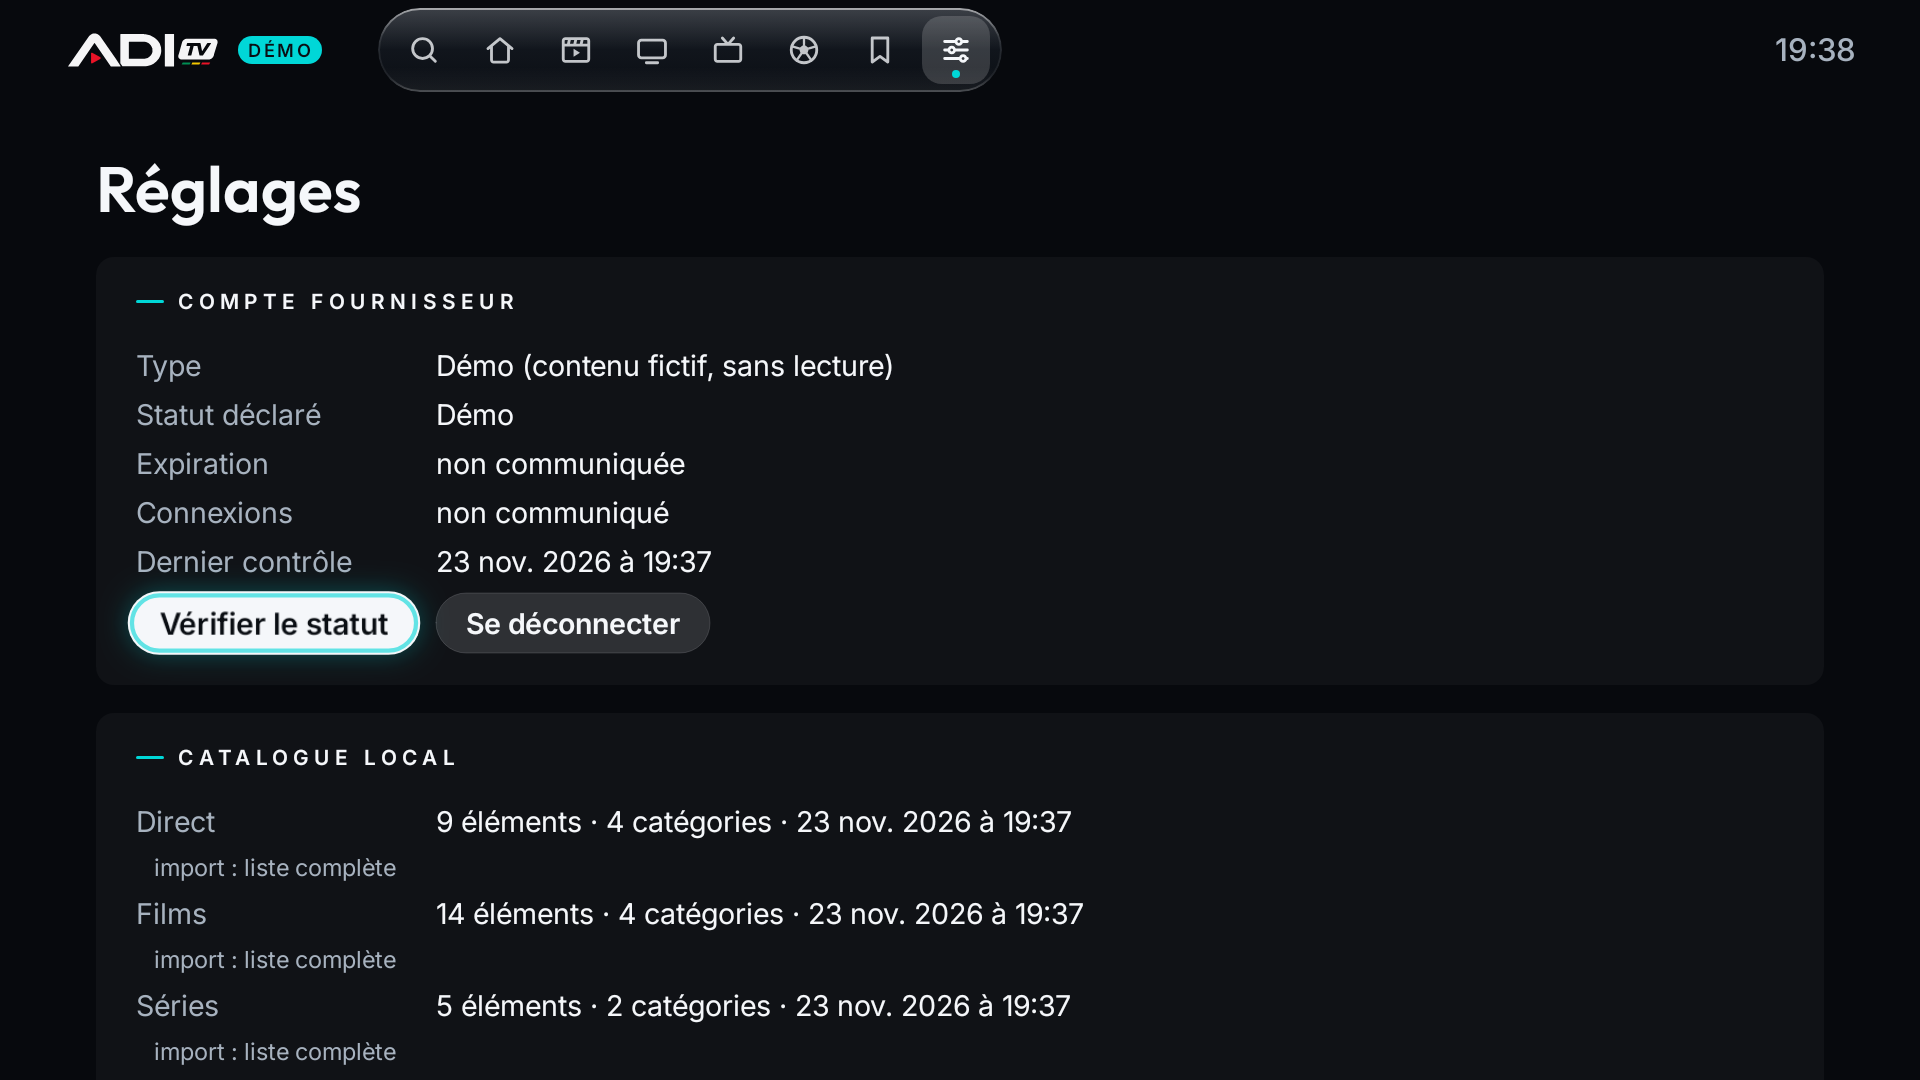 ADI TV DÉMO 19:38
Réglages
COMPTE FOURNISSEUR
Type Démo (contenu fictif, sans lecture)
Statut déclaré Démo
Expiration non communiquée
Connexions non communiqué
Dernier contrôle 23 nov. 2026 à 19:37
Vérifier le statut Se déconnecter
CATALOGUE LOCAL
Direct 9 éléments · 4 catégories · 23 nov. 2026 à 19:37
import : liste complète
Films 14 éléments · 4 catégories · 23 nov. 2026 à 19:37
import : liste complète
Séries 5 éléments · 2 catégories · 23 nov. 2026 à 19:37
import : liste complète